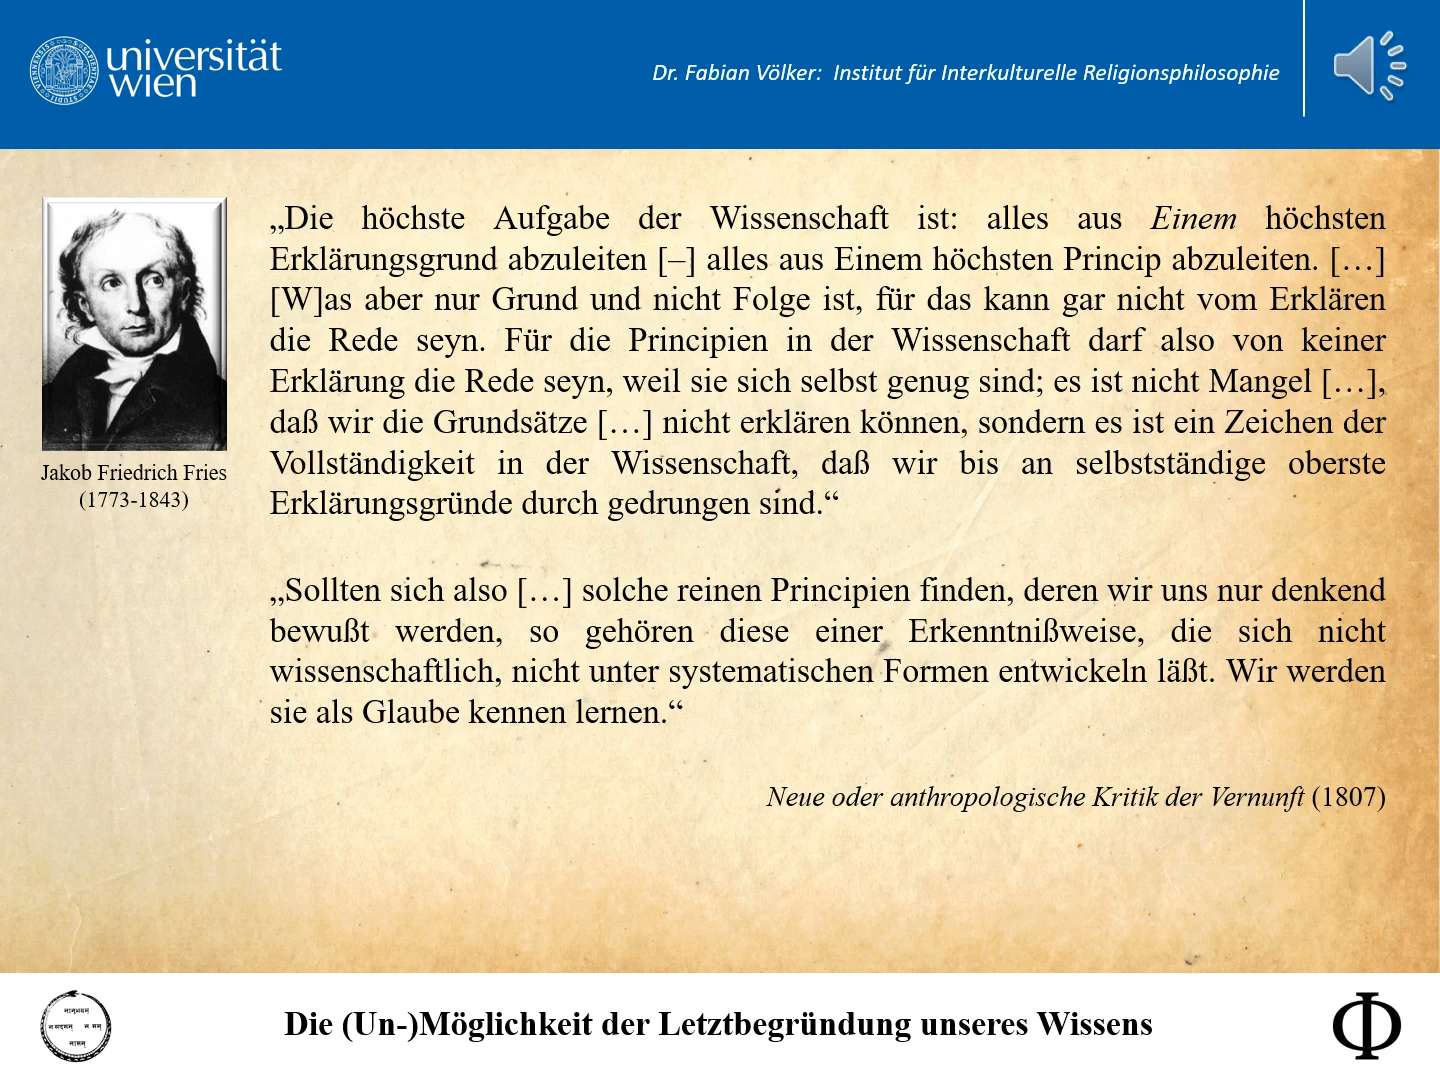 universität
wien
Dr. Fabian Völker:  Institut für Interkulturelle Religionsphilosophie
„Die höchste Aufgabe der Wissenschaft ist: alles aus Einem höchsten
Erklärungsgrund abzuleiten [–] alles aus Einem höchsten Princip abzuleiten. […]
[W]as aber nur Grund und nicht Folge ist, für das kann gar nicht vom Erklären
die Rede seyn. Für die Principien in der Wissenschaft darf also von keiner
Erklärung die Rede seyn, weil sie sich selbst genug sind; es ist nicht Mangel […],
daß wir die Grundsätze […] nicht erklären können, sondern es ist ein Zeichen der
Vollständigkeit in der Wissenschaft, daß wir bis an selbstständige oberste
Erklärungsgründe durch gedrungen sind.“
Jakob Friedrich Fries
(1773-1843)
„Sollten sich also […] solche reinen Principien finden, deren wir uns nur denkend
bewußt werden, so gehören diese einer Erkenntnißweise, die sich nicht
wissenschaftlich, nicht unter systematischen Formen entwickeln läßt. Wir werden
sie als Glaube kennen lernen.“
Neue oder anthropologische Kritik der Vernunft (1807)
Die (Un-)Möglichkeit der Letztbegründung unseres Wissens
Φ